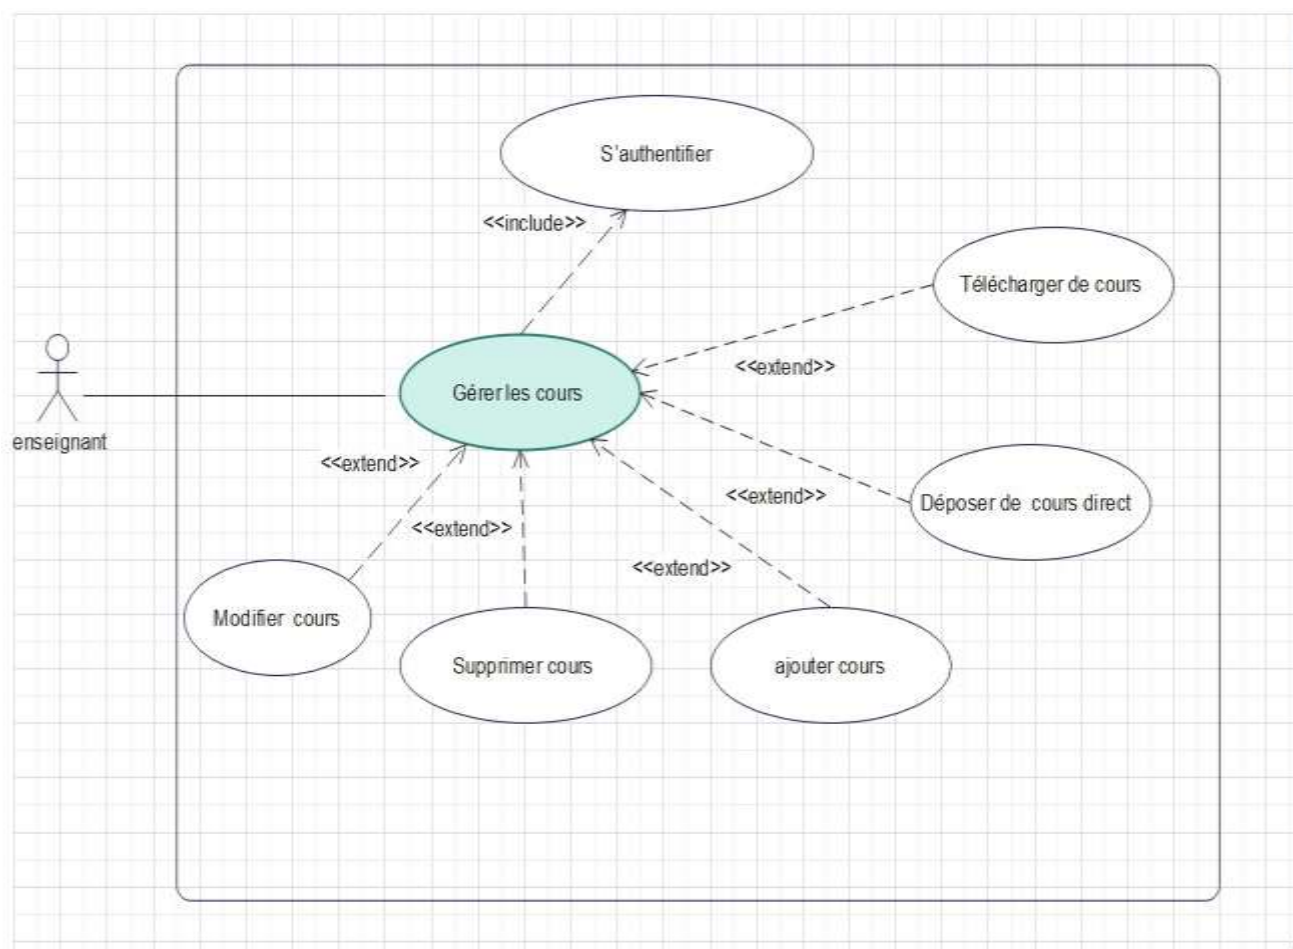 S'authentifier
<<include>>
Télécharger de cours
<<extend>>
Gérer les cours
enseignant
<<extend>>
<<extend>>
Déposer de cours direct
<<extend>>
<<extend>>
Modifier cours
Supprimer cours
ajouter cours